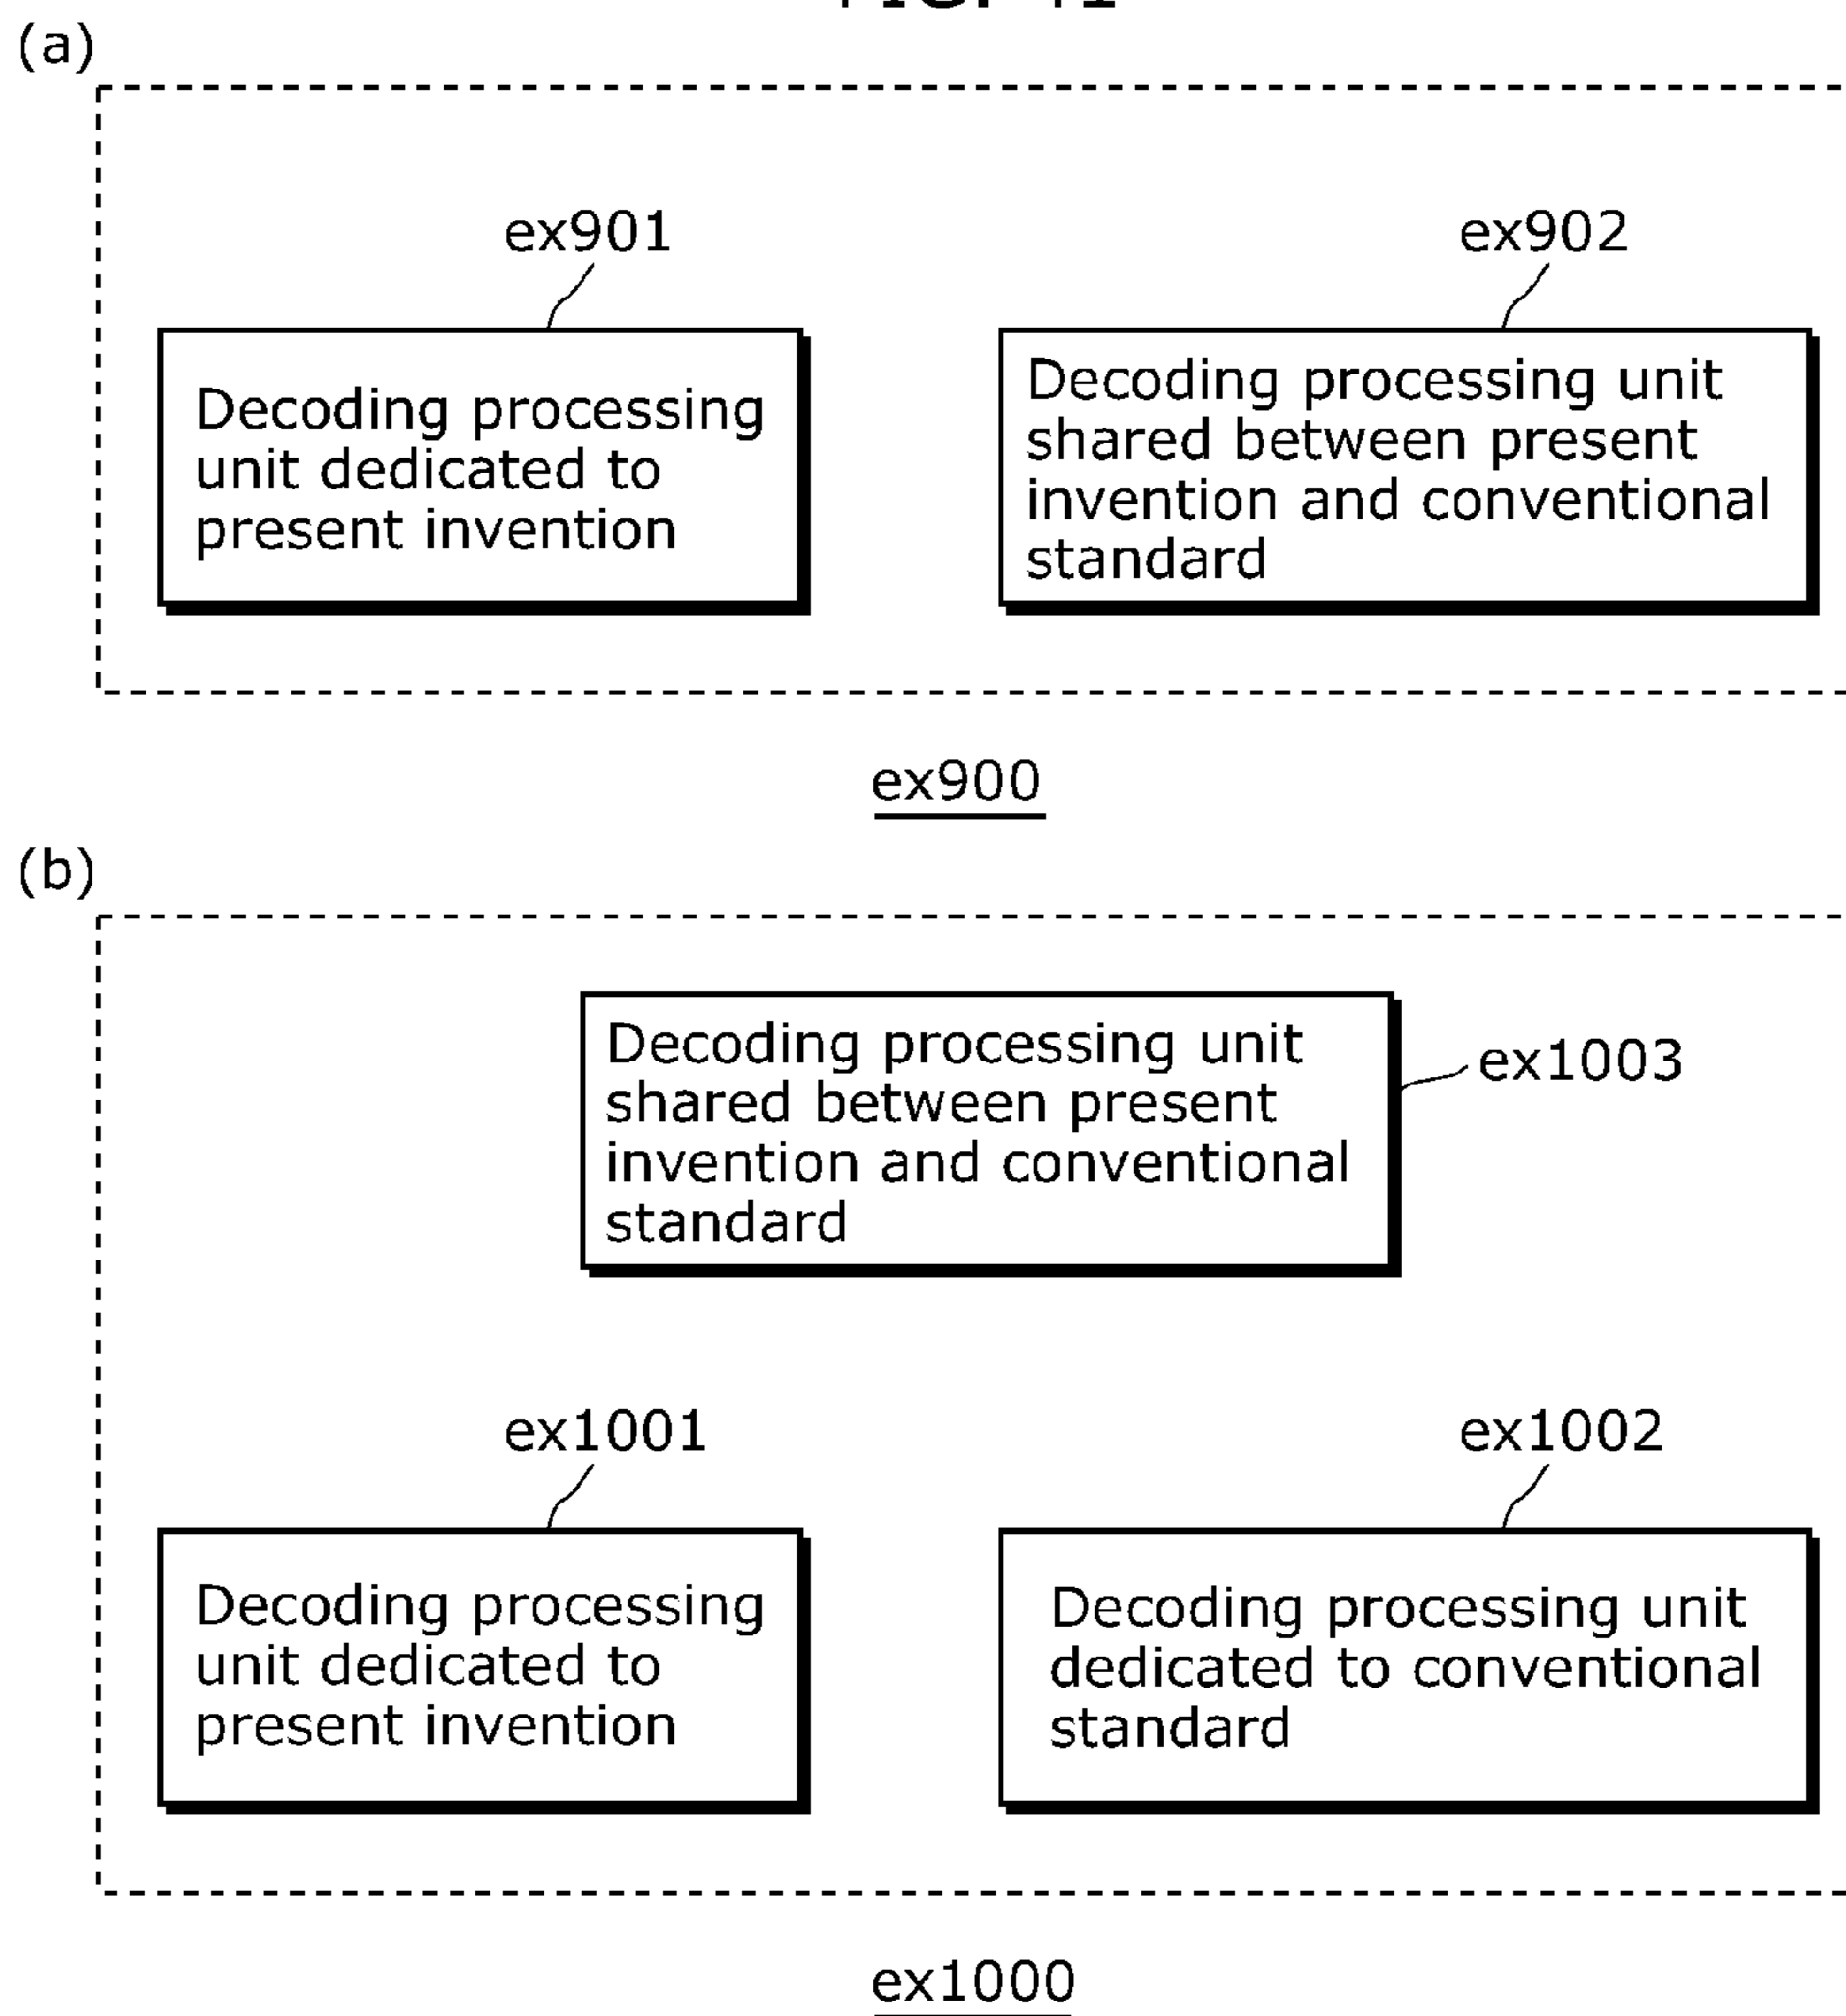 (a)
ex901
ex902
Decoding processing
unit dedicated to
present invention
Decoding processing unit
shared between present
invention and conventional
standard
ex900
(b)
Decoding processing unit
shared between present
invention and conventional
standard
ex1003
ex1001
ex1002
Decoding processing
unit dedicated to
present invention
Decoding processing unit
dedicated to conventional
standard
ex1000